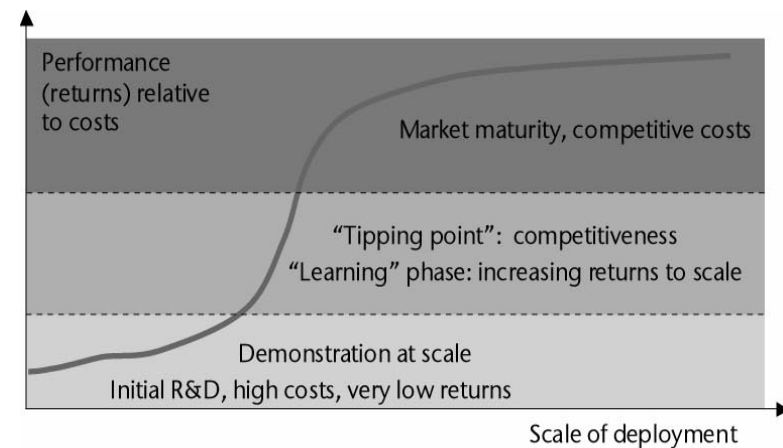 Performance
(returns) relative
to costs
Market maturity, competitive costs
“Tipping point”: competitiveness
“Learning” phase: increasing returns to scale
Demonstration at scale
Initial R&D, high costs, very low returns
Scale of deployment